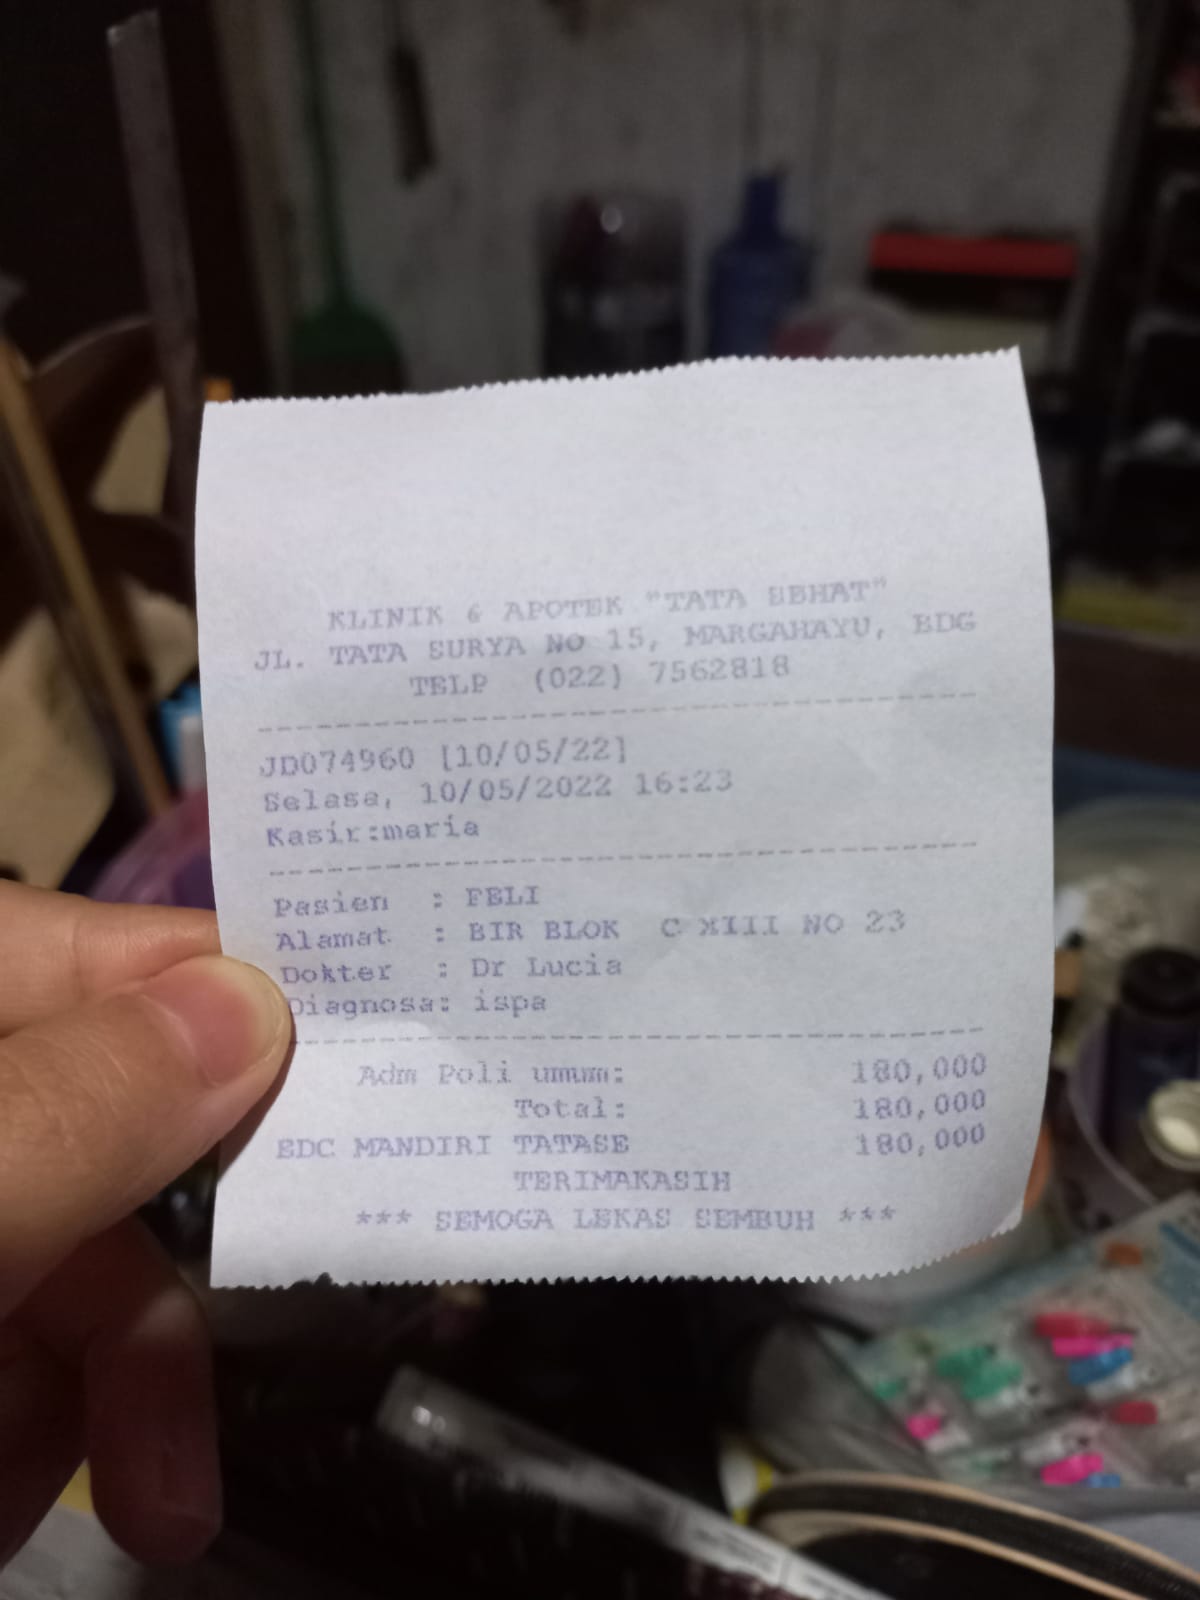 KLINIK & APOTEK "TATA SEHAT"
JL. TATA SURYA NO 15, MARGAHAYU, BDG
TELP (022) 7562818
------------------------------------
JD074960 [10/05/22]
Selasa, 10/05/2022 16:23
Kasir:maria
------------------------------------
Pasien : FELI
Alamat : BIR BLOK C XIII NO 23
Dokter : Dr Lucia
Diagnosa: ispa
------------------------------------
Adm Poli umum: 180,000
Total: 180,000
EDC MANDIRI TATASE 180,000
TERIMAKASIH
*** SEMOGA LEKAS SEMBUH ***